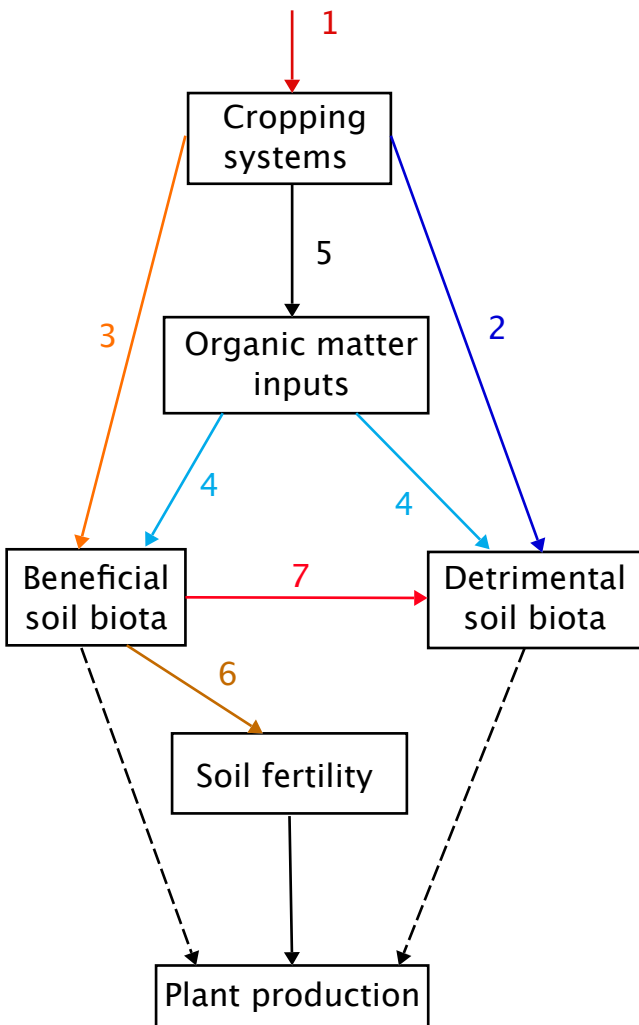 1
Cropping
systems
5
3
2
Organic matter
inputs
4
4
Beneficial
soil biota
7
Detrimental
soil biota
6
Soil fertility
Plant production